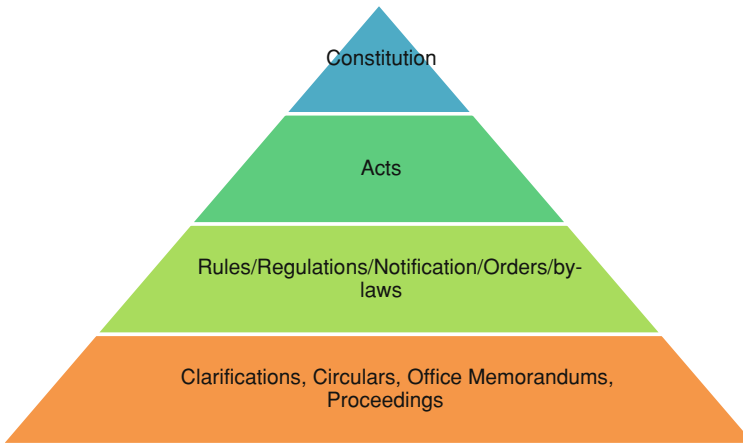 Constitution
Acts
Rules/Regulations/Notification/Orders/by-
laws
Clarifications, Circulars, Office Memorandums,
Proceedings